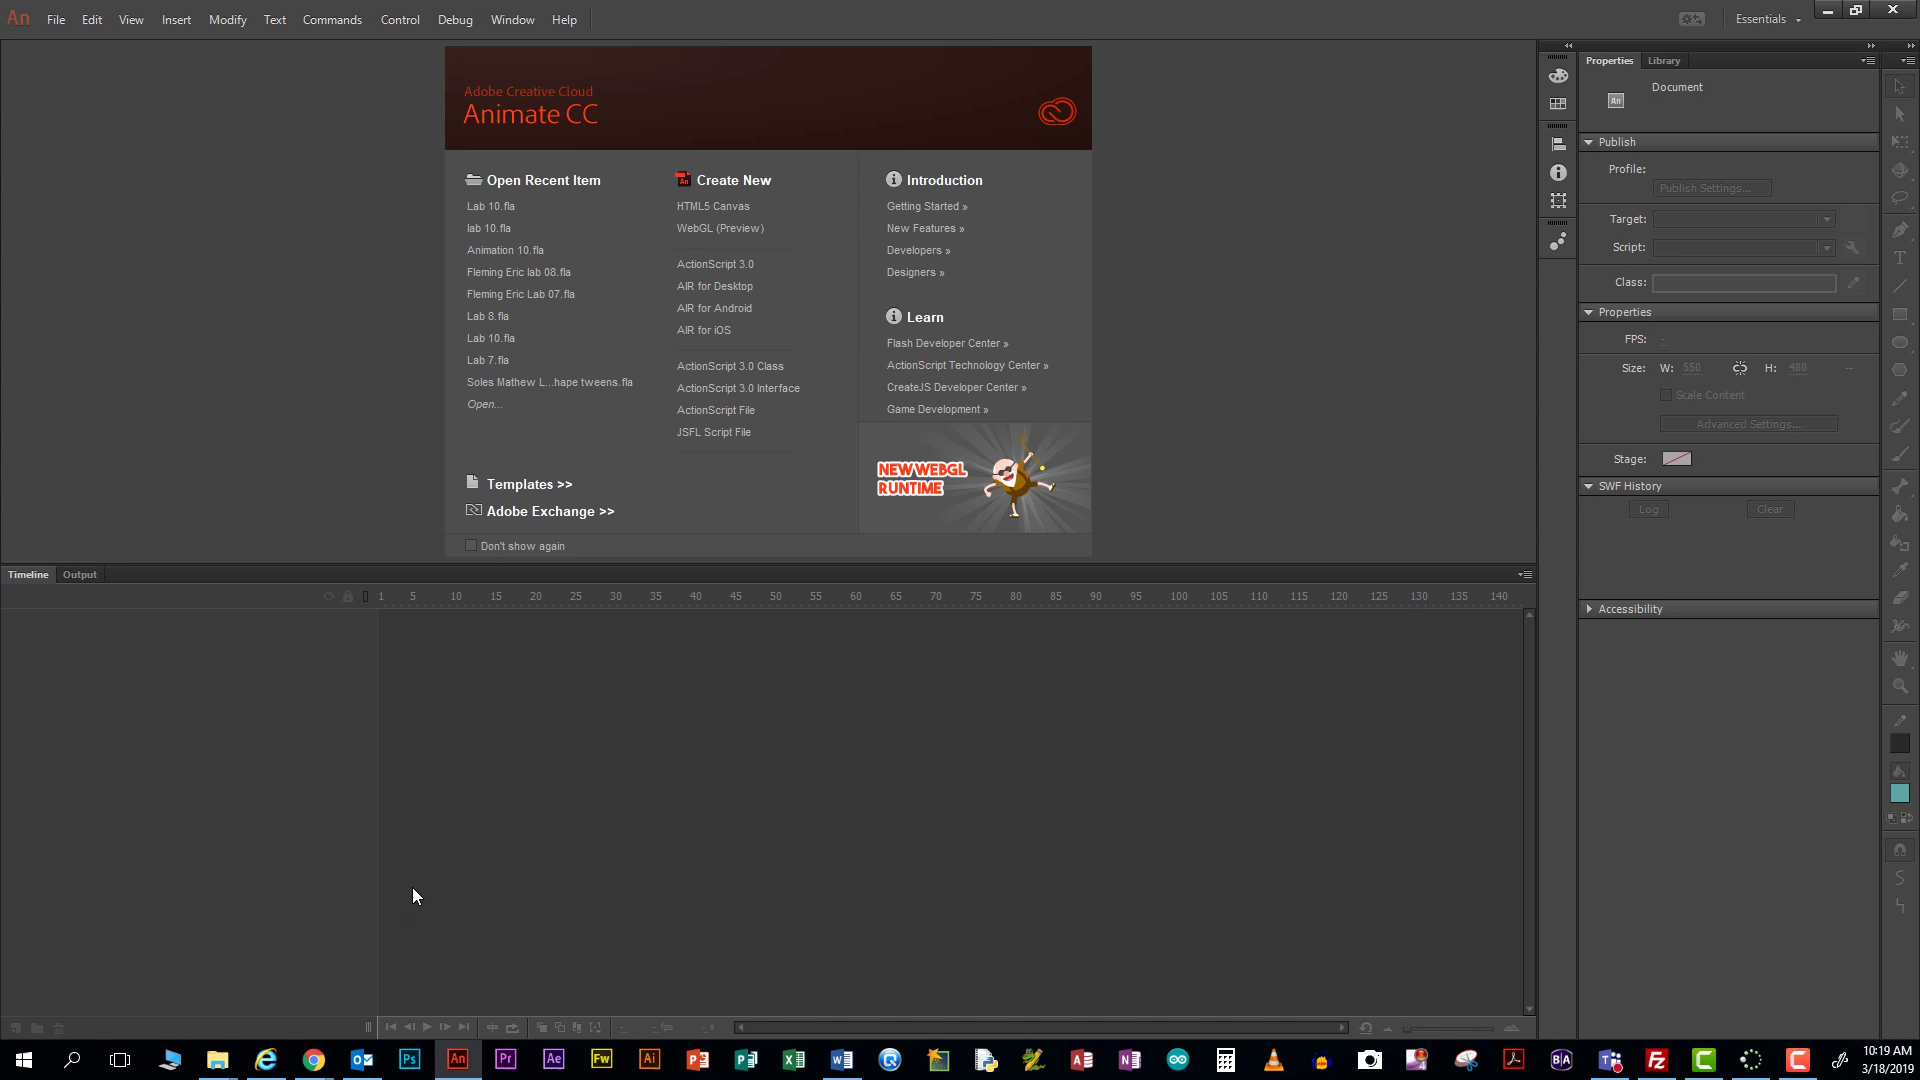 An File Edit View Insert Modify Text Commands Control Debug Window Help Essentials
Adobe Creative Cloud
Animate CC
Open Recent Item
Lab 10.fla
lab 10.fla
Animation 10.fla
Fleming Eric lab 08.fla
Fleming Eric Lab 07.fla
Lab 8.fla
Lab 10.fla
Lab 7.fla
Soles Mathew L...hape tweens.fla
Open...
Templates >>
Adobe Exchange >>
Don't show again
Create New
HTML5 Canvas
WebGL (Preview)
ActionScript 3.0
AIR for Desktop
AIR for Android
AIR for iOS
ActionScript 3.0 Class
ActionScript 3.0 Interface
ActionScript File
JSFL Script File
Introduction
Getting Started »
New Features »
Developers »
Designers »
Learn
Flash Developer Center »
ActionScript Technology Center »
CreateJS Developer Center »
Game Development »
NEW WEBGL
RUNTIME
Properties Library
An Document
Publish
Profile:
Publish Settings...
Target:
Script:
Class:
Properties
FPS: -
Size: W: 550 H: 480 --
Scale Content
Advanced Settings...
Stage:
SWF History
Log Clear
Accessibility
Timeline Output
1 5 10 15 20 25 30 35 40 45 50 55 60 65 70 75 80 85 90 95 100 105 110 115 120 125 130 135 140
- - fps - s
Ps An Pr Ae Fw Ai
10:19 AM
3/18/2019